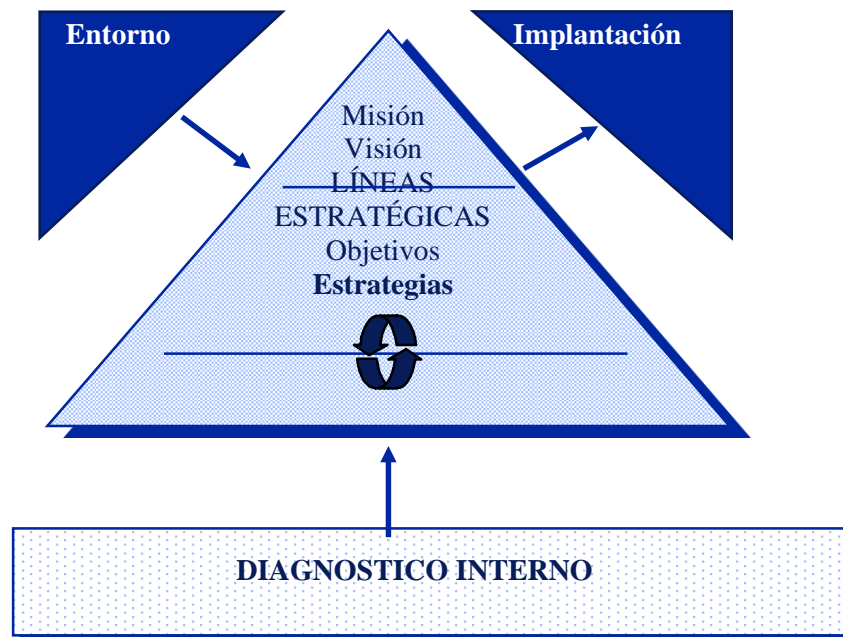 Entorno
Implantación
Misión
Visión
LÍNEAS
ESTRATÉGICAS
Objetivos
Estrategias
DIAGNOSTICO INTERNO